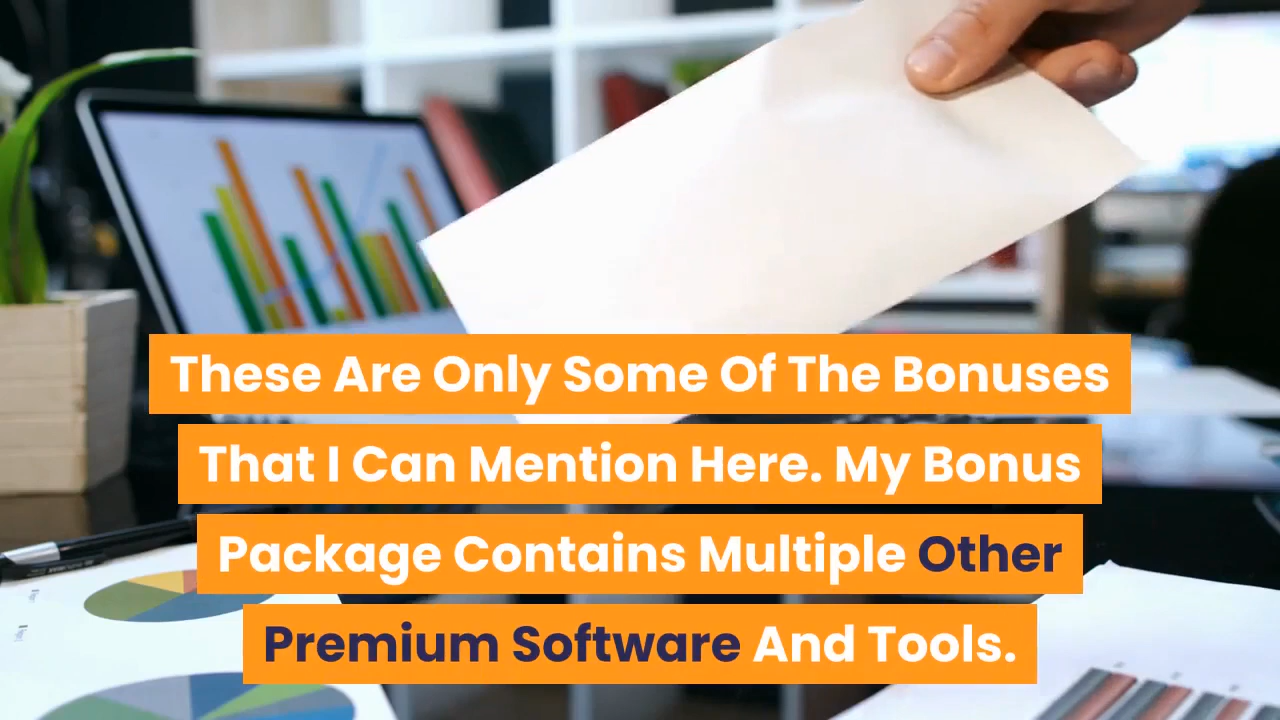 These Are Only Some Of The Bonuses
That I Can Mention Here. My Bonus
Package Contains Multiple Other
Premium Software And Tools.